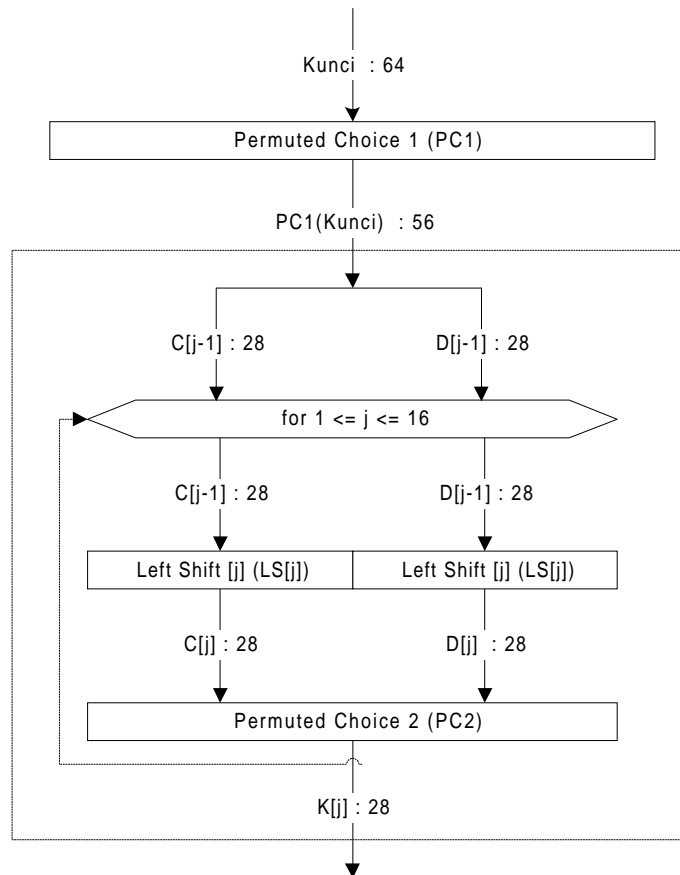 Kunci : 64
Permuted Choice 1 (PC1)
PC1(Kunci) : 56
C[j-1] : 28
D[j-1] : 28
for 1 <= j <= 16
C[j-1] : 28
D[j-1] : 28
Left Shift [j] (LS[j])
Left Shift [j] (LS[j])
C[j] : 28
D[j] : 28
Permuted Choice 2 (PC2)
K[j] : 28